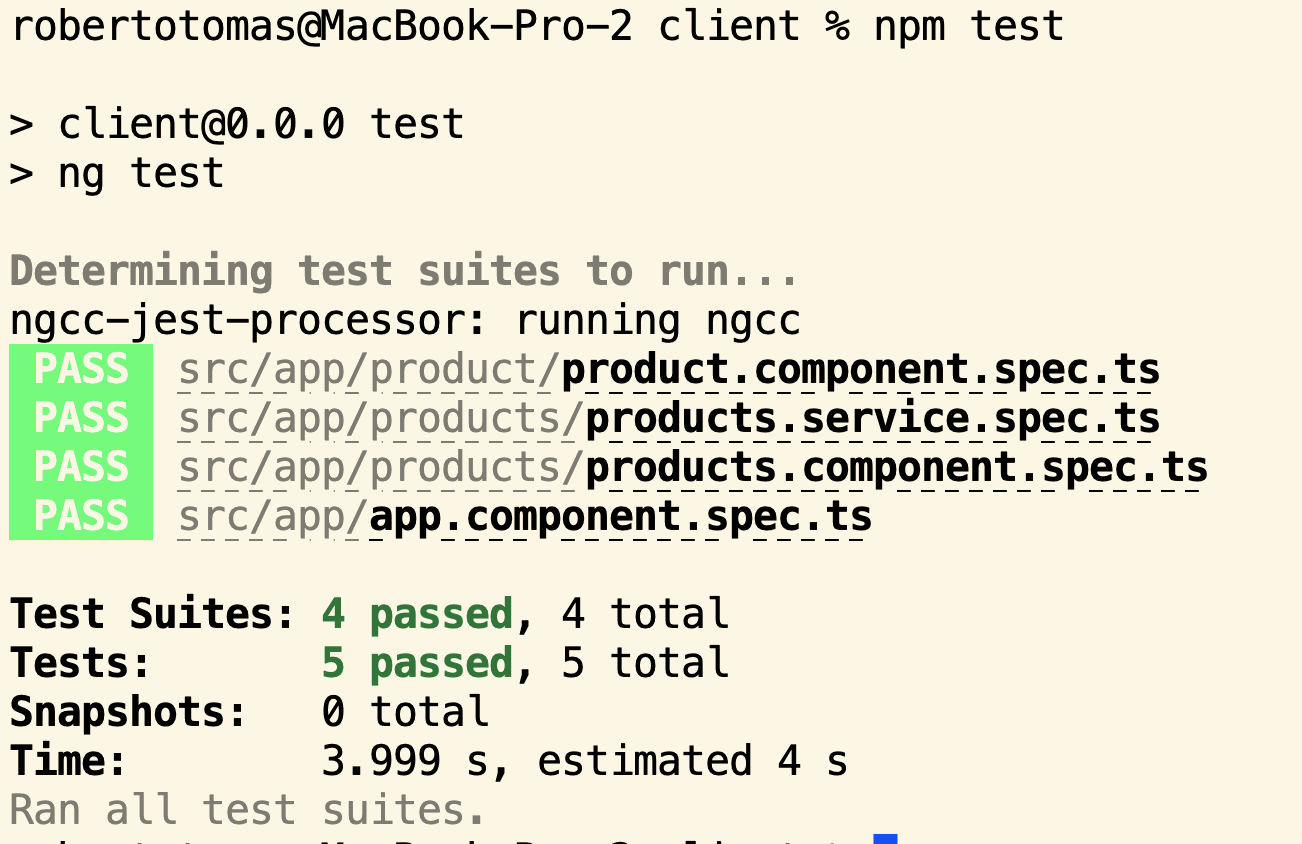 robertotomas@MacBook-Pro-2 client % npm test
> client@0.0.0 test
> ng test
Determining test suites to run...
ngcc-jest-processor: running ngcc
PASS src/app/product/product.component.spec.ts
PASS src/app/products/products.service.spec.ts
PASS src/app/products/products.component.spec.ts
PASS src/app/app.component.spec.ts
Test Suites: 4 passed, 4 total
Tests: 5 passed, 5 total
Snapshots: 0 total
Time: 3.999 s, estimated 4 s
Ran all test suites.